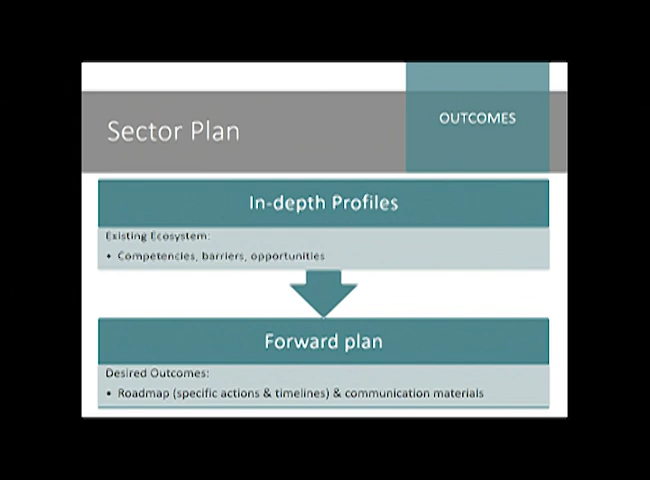 Sector Plan
OUTCOMES
In-depth Profiles
Existing Ecosystem:
• Competencies, barriers, opportunities
Forward plan
Desired Outcomes:
• Roadmap (specific actions & timelines) & communication materials